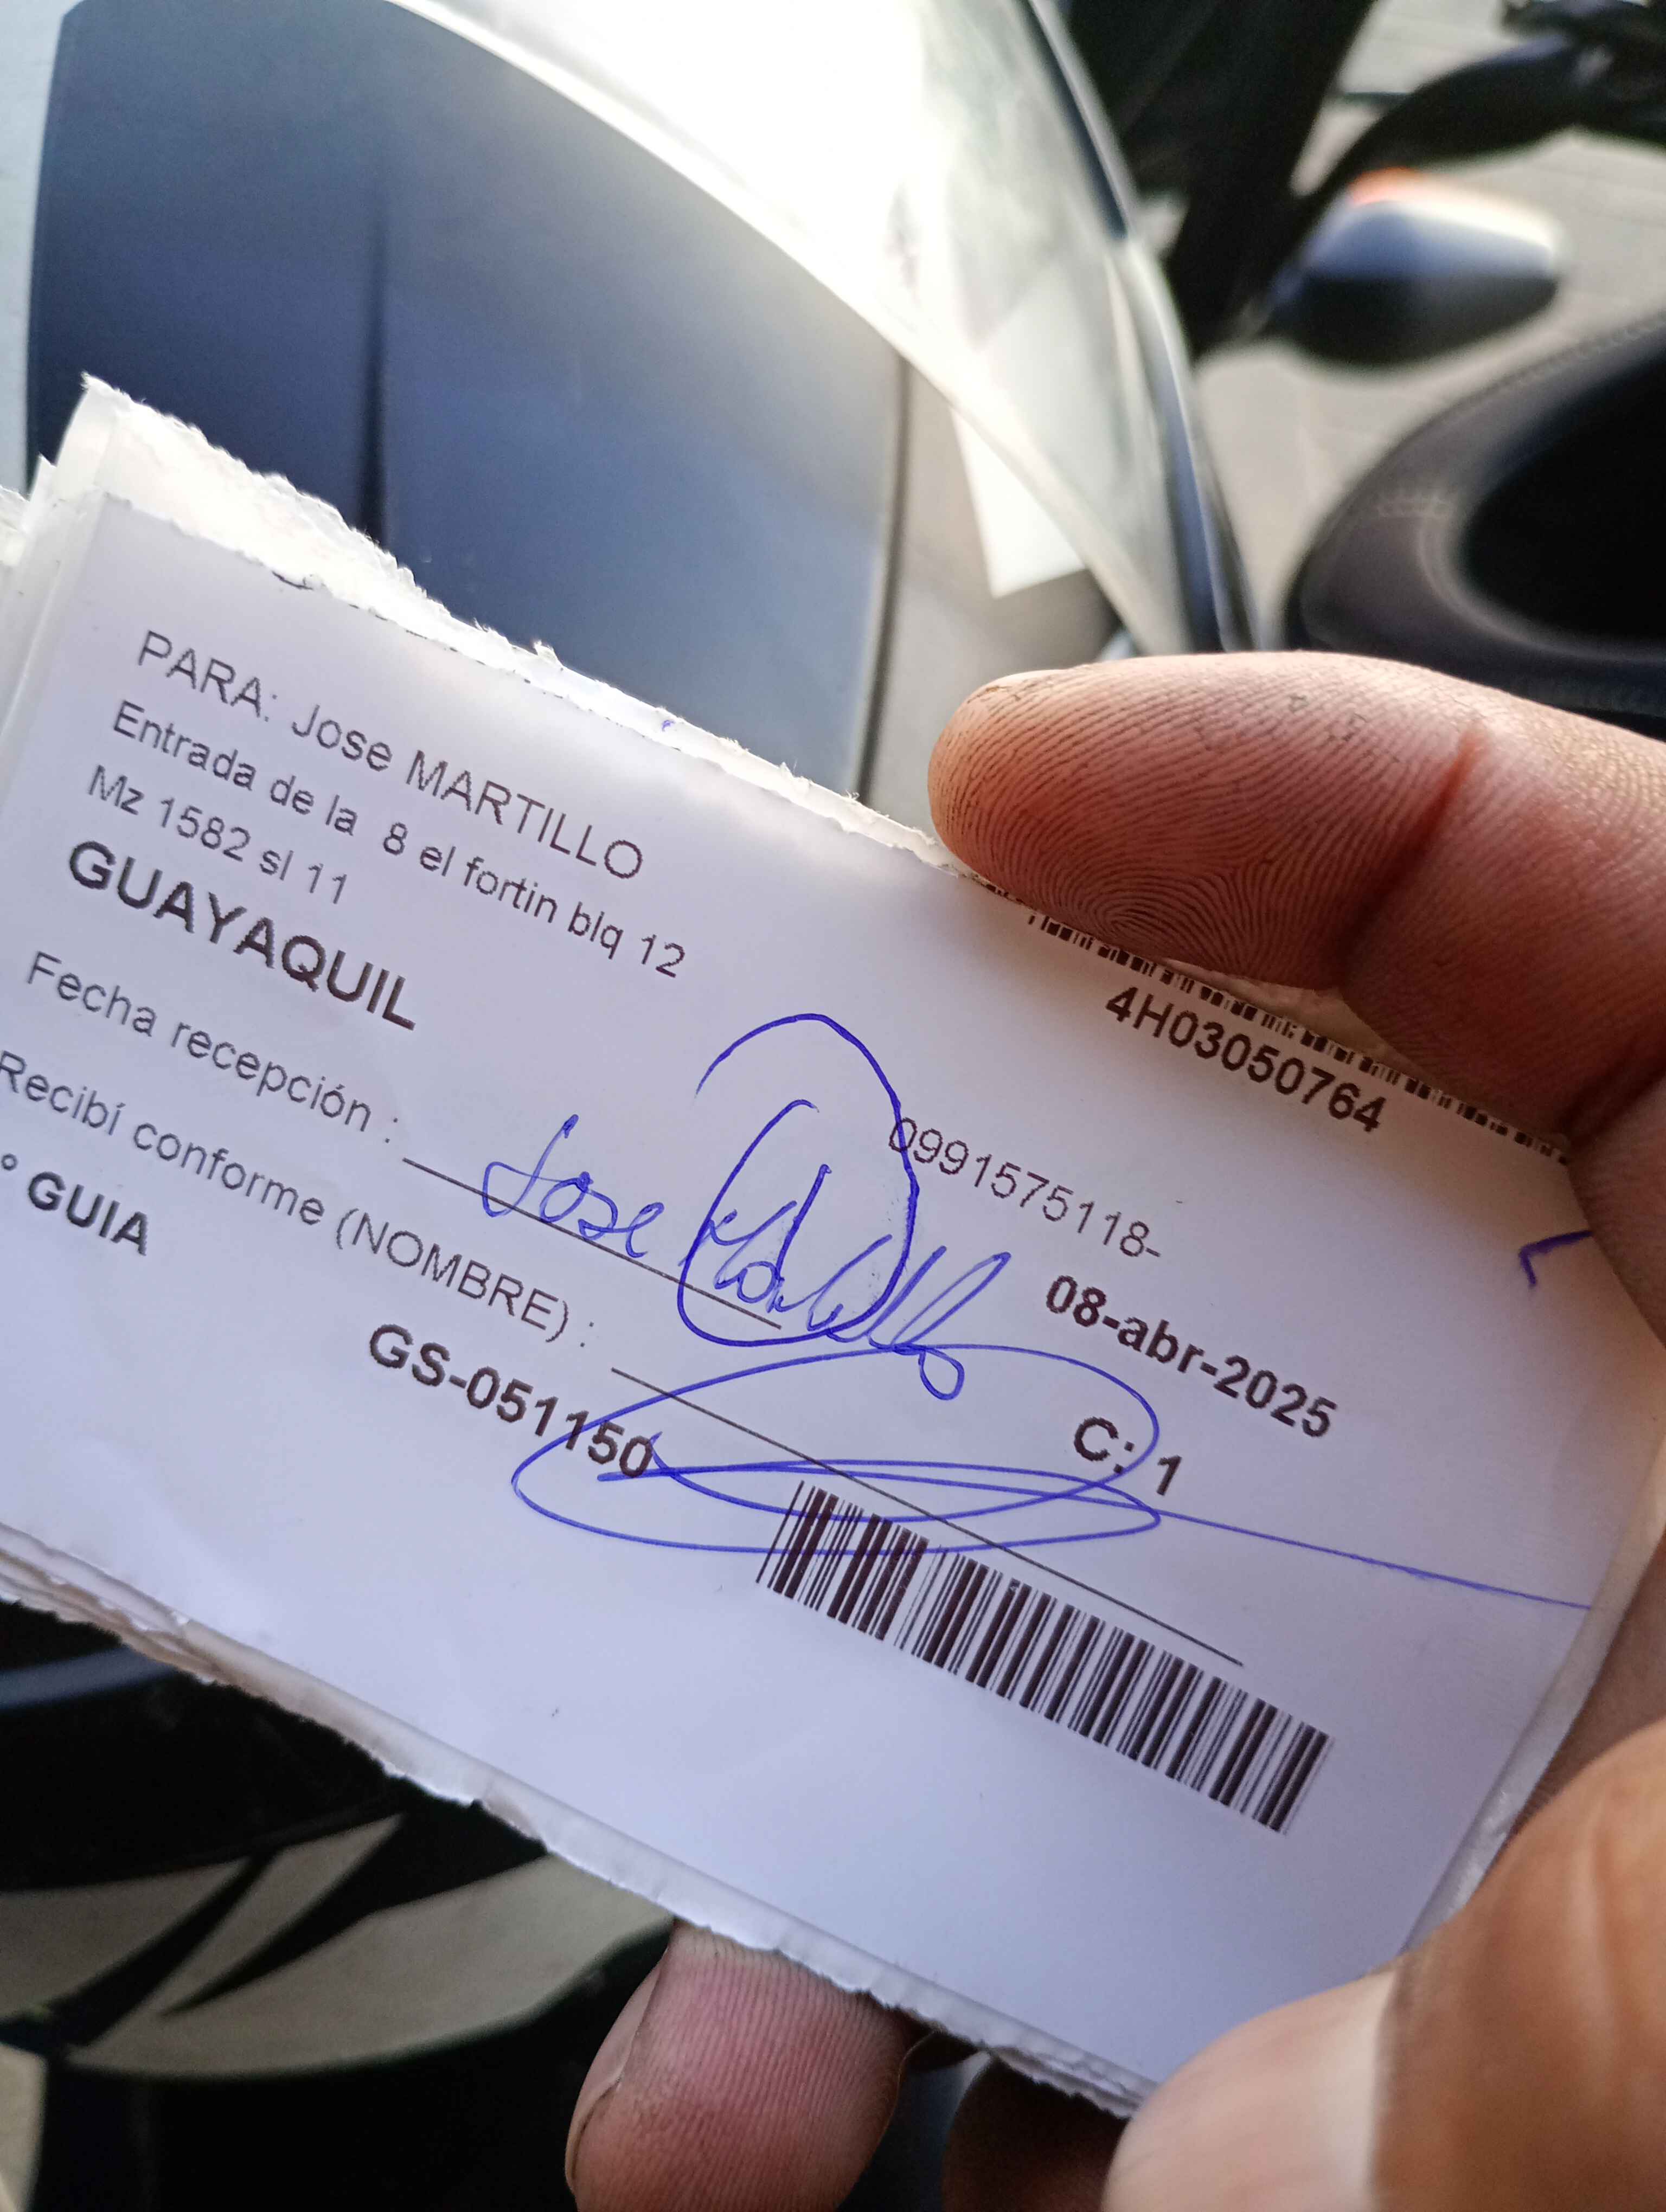 PARA: Jose MARTILLO
Entrada de la 8 el fortin blq 12
Mz 1582 sl 11
GUAYAQUIL
4H03050764
0991575118-
Fecha recepción :
Jose Martillo
08-abr-2025
Recibí conforme (NOMBRE) :
C: 1
° GUIA
GS-051150